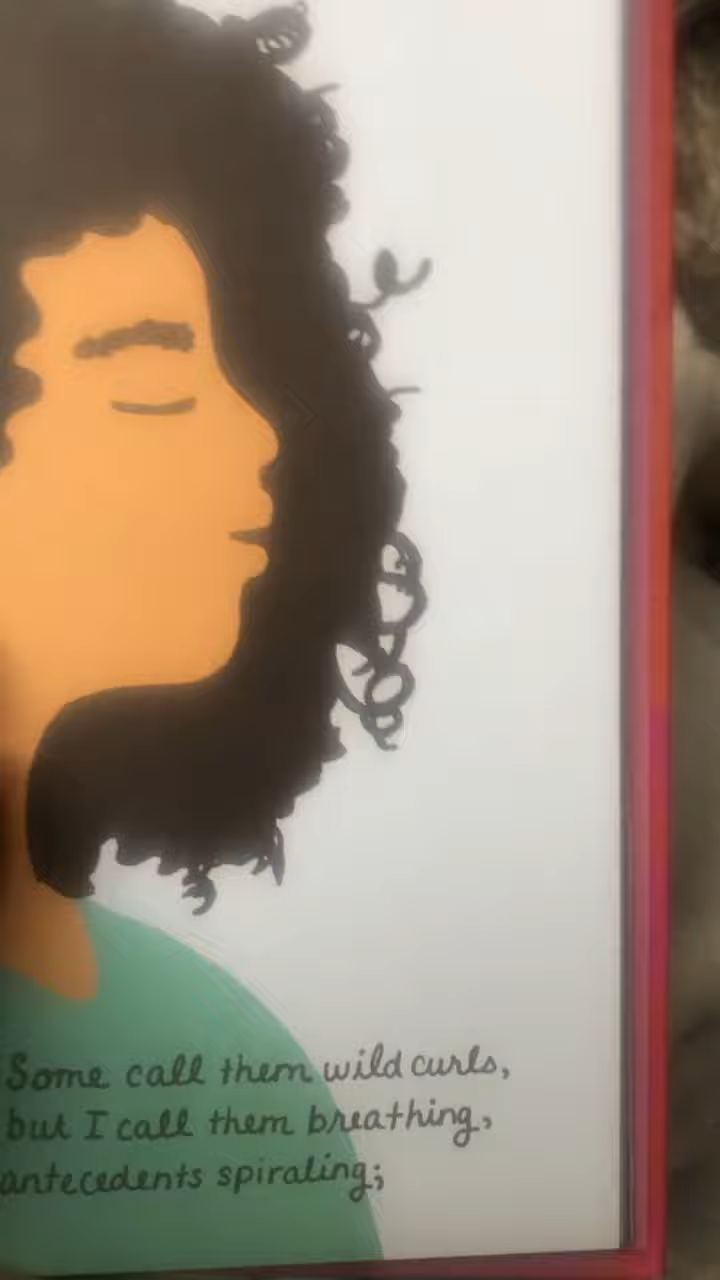 Some call them wild curls,
but I call them breathing,
antecedents spiraling;